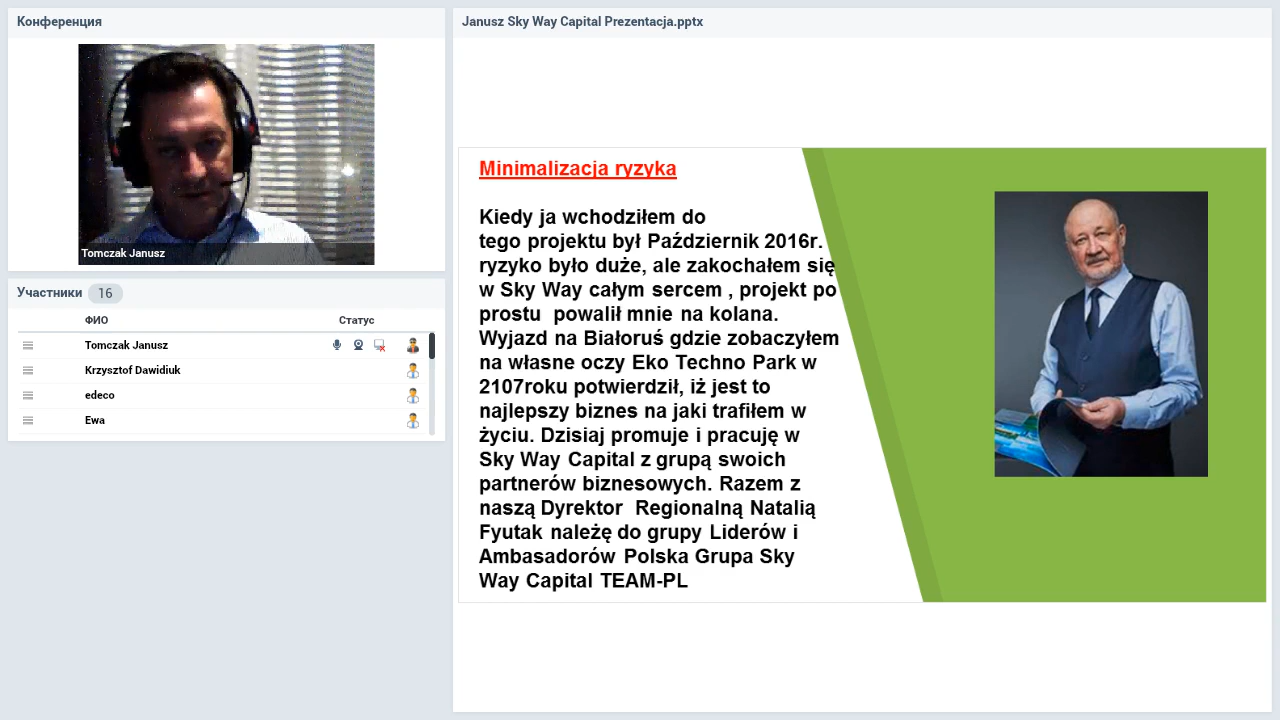 Конференция
Tomczak Janusz
Участники 16
ФИО Статус
Tomczak Janusz
Krzysztof Dawidiuk
edeco
Ewa
Janusz Sky Way Capital Prezentacja.pptx
Minimalizacja ryzyka
Kiedy ja wchodziłem do
tego projektu był Październik 2016r.
ryzyko było duże, ale zakochałem się
w Sky Way całym sercem , projekt po
prostu powalił mnie na kolana.
Wyjazd na Białoruś gdzie zobaczyłem
na własne oczy Eko Techno Park w
2107roku potwierdził, iż jest to
najlepszy biznes na jaki trafiłem w
życiu. Dzisiaj promuje i pracuję w
Sky Way Capital z grupą swoich
partnerów biznesowych. Razem z
naszą Dyrektor Regionalną Natalią
Fyutak należę do grupy Liderów i
Ambasadorów Polska Grupa Sky
Way Capital TEAM-PL